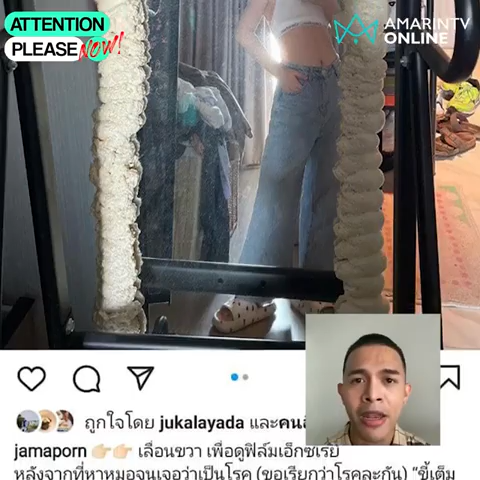 ATTENTION
PLEASE NOW!
AMARINTV
ONLINE
ถูกใจโดย jukalayada และคน
jamaporn 👉🏻👉🏻 เลื่อนขวา เพื่อดูฟิล์มเอ็กซเรย์
หลังจากที่หาหมอจนเจอว่าเป็นโรค (ขอเรียกว่าโรคละกัน) "ขี้เต็ม